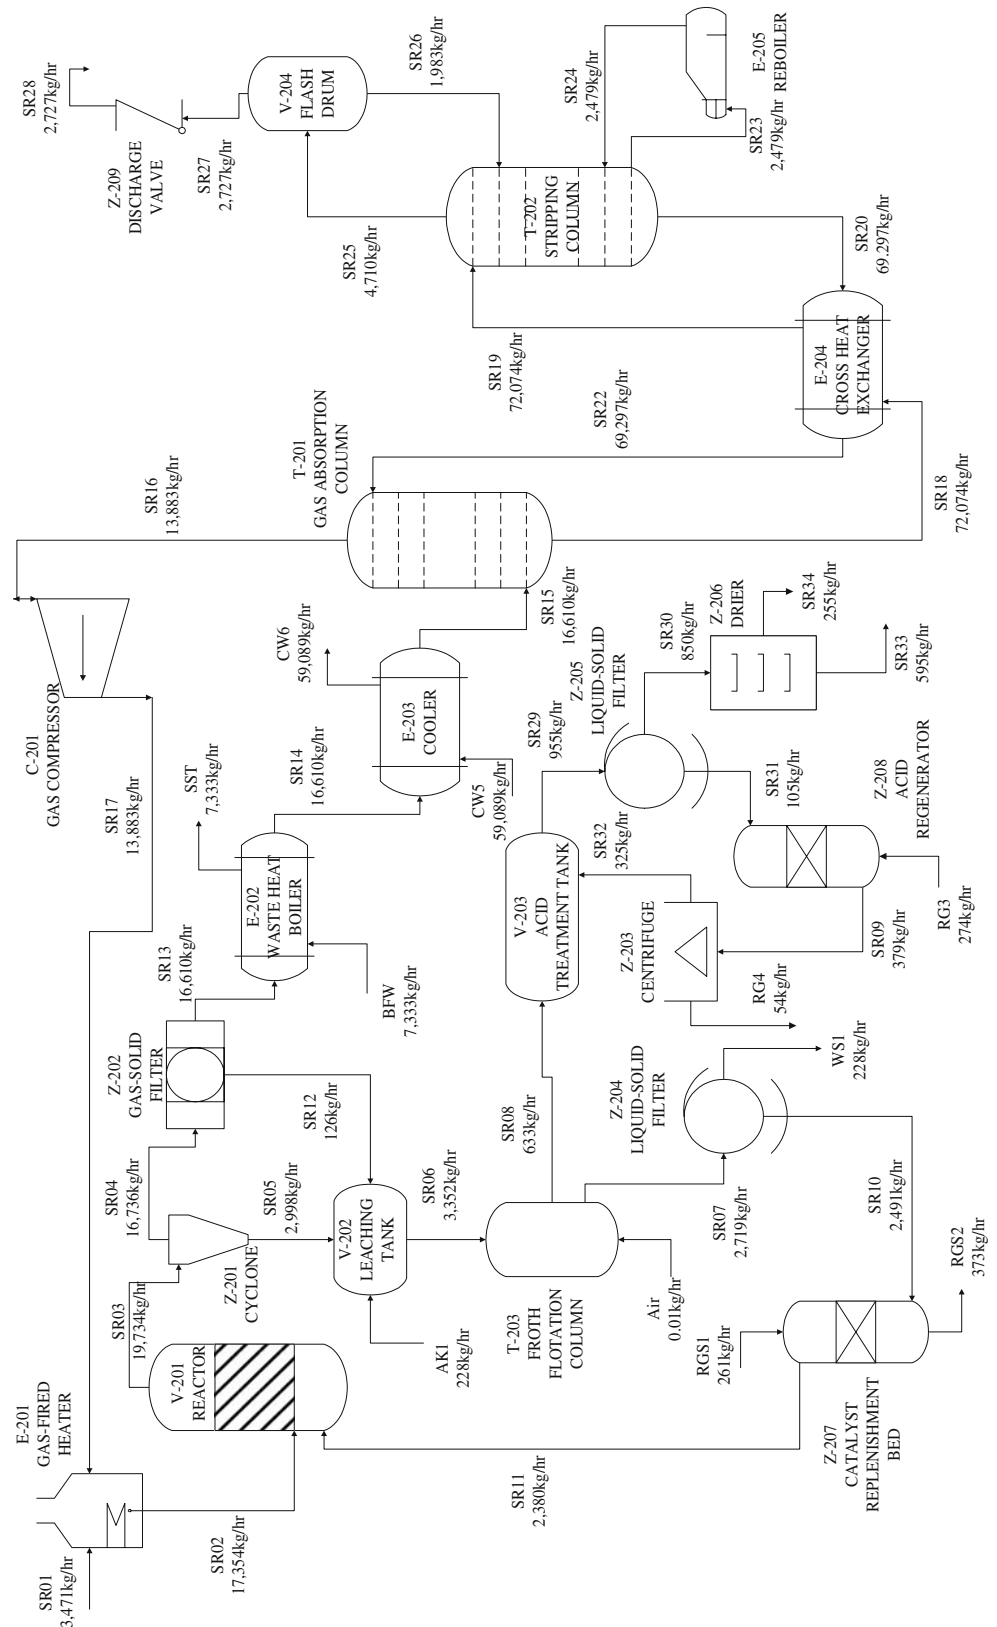 SR01
3,471kg/hr
E-201
GAS-FIRED
HEATER
SR02
17,354kg/hr
V-201
REACTOR
SR03
19,734kg/hr
SR04
16,736kg/hr
Z-201
CYCLONE
SR05
2,998kg/hr
Z-202
GAS-SOLID
FILTER
SR12
126kg/hr
SR13
16,610kg/hr
V-202
LEACHING
TANK
AK1
228kg/hr
SR06
3,352kg/hr
T-203
FROTH
FLOTATION
COLUMN
Air
0.01kg/hr
SR07
2,719kg/hr
SR08
633kg/hr
Z-204
LIQUID-SOLID
FILTER
WS1
228kg/hr
SR10
2,491kg/hr
RGS1
261kg/hr
RGS2
373kg/hr
Z-207
CATALYST
REPLENISHMENT
BED
SR11
2,380kg/hr
E-202
WASTE HEAT
BOILER
BFW
7,333kg/hr
SST
7,333kg/hr
SR14
16,610kg/hr
E-203
COOLER
CW5
59,089kg/hr
CW6
59,089kg/hr
SR15
16,610kg/hr
C-201
GAS COMPRESSOR
SR17
13,883kg/hr
SR16
13,883kg/hr
T-201
GAS ABSORPTION
COLUMN
V-203
ACID
TREATMENT TANK
SR29
955kg/hr
SR32
325kg/hr
Z-203
CENTRIFUGE
RG4
54kg/hr
SR09
379kg/hr
RG3
274kg/hr
Z-208
ACID
REGENERATOR
SR31
105kg/hr
Z-205
LIQUID-SOLID
FILTER
SR30
850kg/hr
Z-206
DRIER
SR34
255kg/hr
SR33
595kg/hr
SR18
72,074kg/hr
E-204
CROSS HEAT
EXCHANGER
SR22
69,297kg/hr
SR19
72,074kg/hr
SR20
69.297kg/hr
T-202
STRIPPING
COLUMN
SR25
4,710kg/hr
SR23
2,479kg/hr
SR24
2,479kg/hr
E-205
REBOILER
V-204
FLASH
DRUM
SR26
1,983kg/hr
SR27
2,727kg/hr
Z-209
DISCHARGE
VALVE
SR28
2,727kg/hr